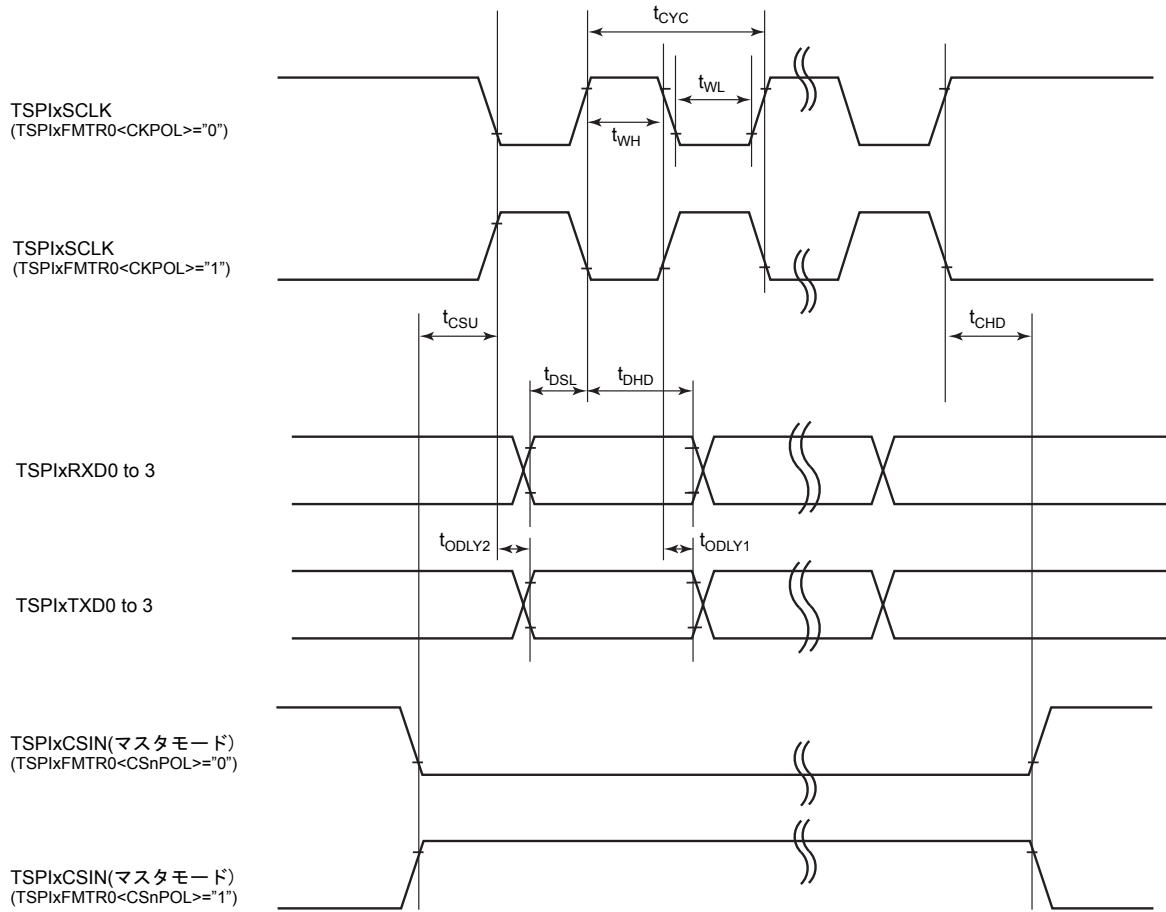 tCYC
TSPIxSCLK
(TSPIxFMTR0<CKPOL>="0")
tWL
tWH
TSPIxSCLK
(TSPIxFMTR0<CKPOL>="1")
tCSU
tCHD
tDSL
tDHD
TSPIxRXD0 to 3
tODLY2
tODLY1
TSPIxTXD0 to 3
TSPIxCSIN(マスタモード)
(TSPIxFMTR0<CSnPOL>="0")
TSPIxCSIN(マスタモード)
(TSPIxFMTR0<CSnPOL>="1")